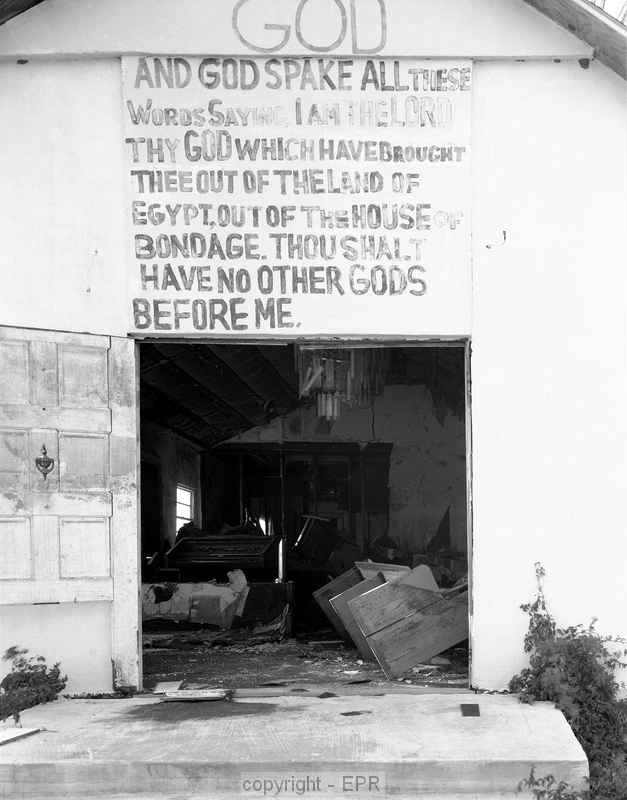 GOD
AND GOD SPAKE ALL THESE
WORDS SAYING, I AM THE LORD
THY GOD WHICH HAVE BROUGHT
THEE OUT OF THE LAND OF
EGYPT, OUT OF THE HOUSE OF
BONDAGE. THOU SHALT
HAVE NO OTHER GODS
BEFORE ME.
copyright - EPR